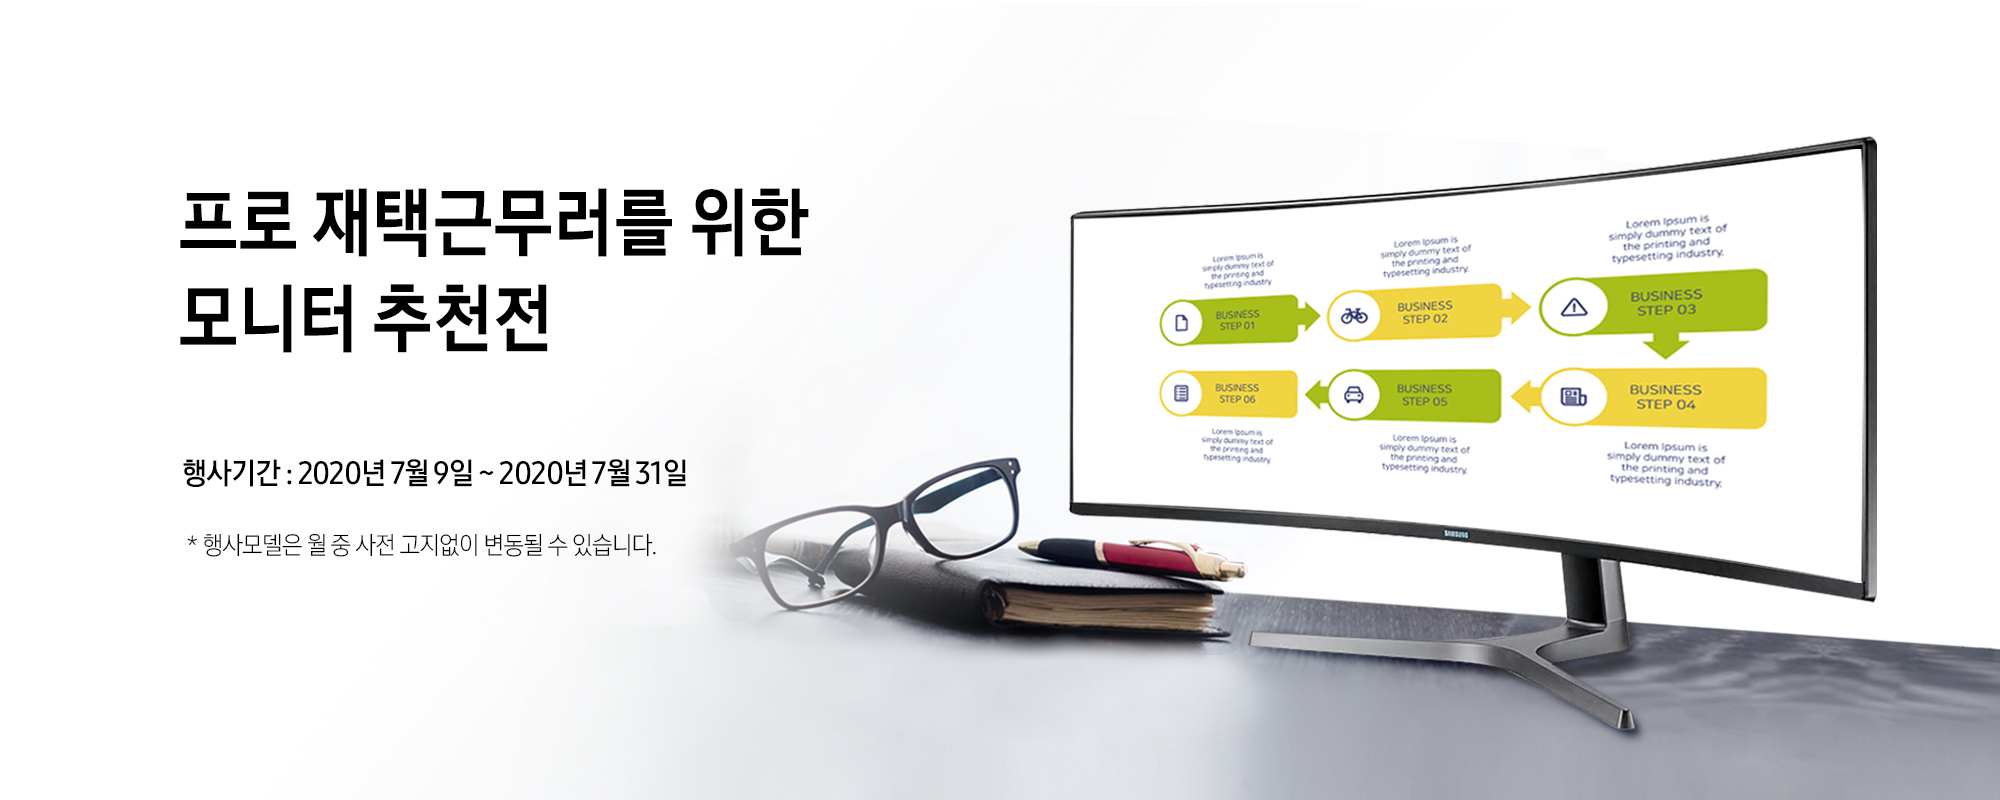 프로 재택근무러를 위한
모니터 추천전
행사기간 : 2020년 7월 9일 ~ 2020년 7월 31일
* 행사모델은 월 중 사전 고지없이 변동될 수 있습니다.
Lorem Ipsum is
simply dummy text of
the printing and
typesetting industry.
BUSINESS
STEP 01
Lorem Ipsum is
simply dummy text of
the printing and
typesetting industry.
BUSINESS
STEP 02
Lorem Ipsum is
simply dummy text of
the printing and
typesetting industry.
BUSINESS
STEP 03
BUSINESS
STEP 06
Lorem Ipsum is
simply dummy text of
the printing and
typesetting industry.
BUSINESS
STEP 05
Lorem Ipsum is
simply dummy text of
the printing and
typesetting industry.
BUSINESS
STEP 04
Lorem Ipsum is
simply dummy text of
the printing and
typesetting industry.
SAMSUNG